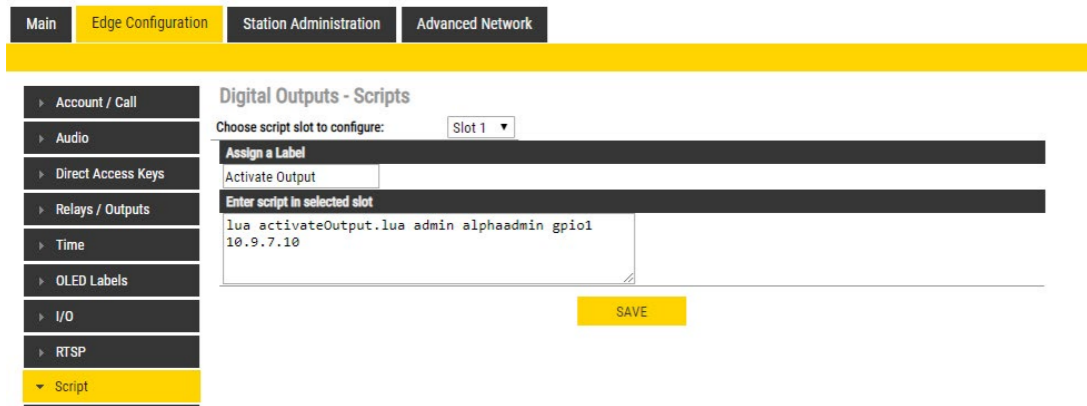 Main Edge Configuration Station Administration Advanced Network
Account / Call
Audio
Direct Access Keys
Relays / Outputs
Time
OLED Labels
I/O
RTSP
Script
Digital Outputs - Scripts
Choose script slot to configure: Slot 1
Assign a Label
Activate Output
Enter script in selected slot
lua activateOutput.lua admin alphaadmin gpio1
10.9.7.10
SAVE